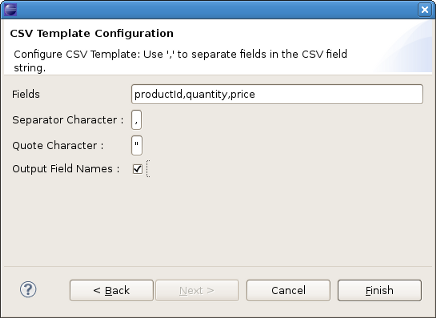 CSV Template Configuration
Configure CSV Template: Use ',' to separate fields in the CSV field
string.
Fields productId,quantity,price
Separator Character : ,
Quote Character : "
Output Field Names :
? < Back Next > Cancel Finish